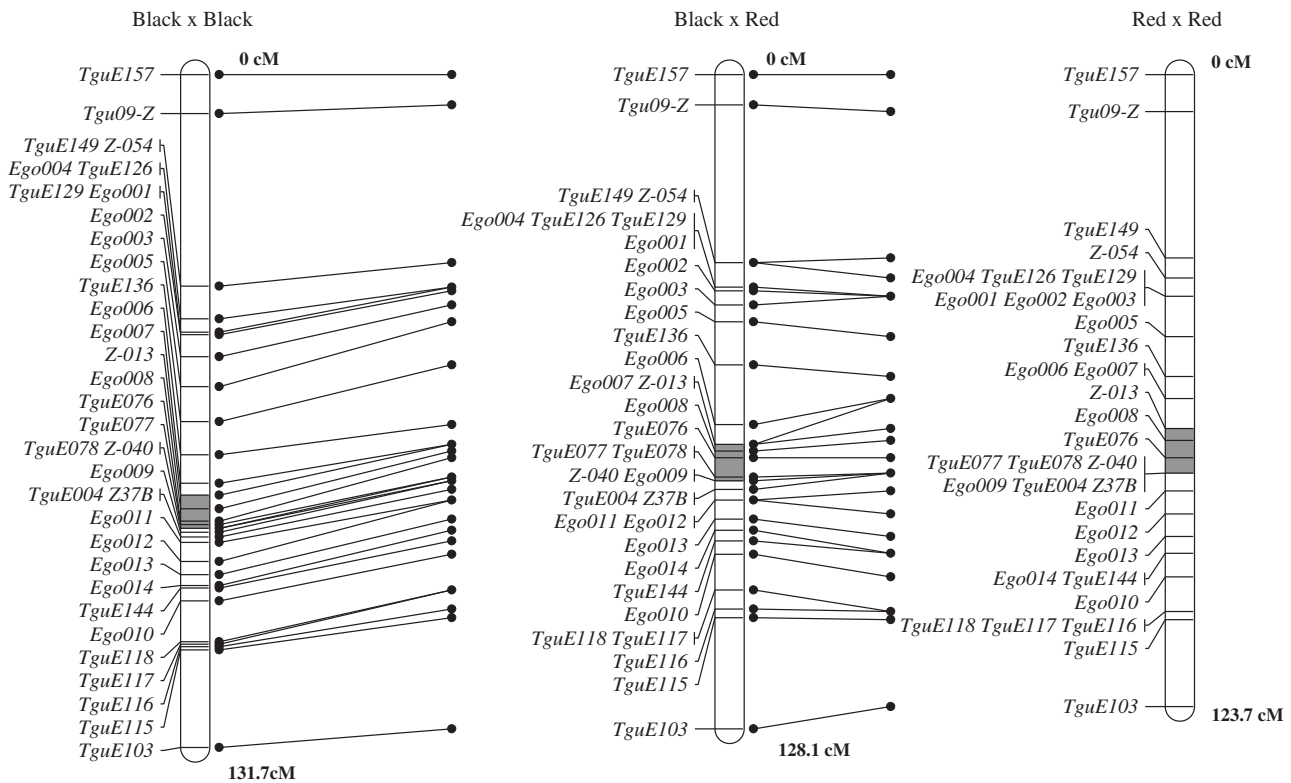 Black x Black
0 cM
TguE157
Tgu09-Z
TguE149 Z-054
Ego004 TguE126
TguE129 Ego001
Ego002
Ego003
Ego005
TguE136
Ego006
Ego007
Z-013
Ego008
TguE076
TguE077
TguE078 Z-040
Ego009
TguE004 Z37B
Ego011
Ego012
Ego013
Ego014
TguE144
Ego010
TguE118
TguE117
TguE116
TguE115
TguE103
131.7cM
Black x Red
0 cM
TguE157
Tgu09-Z
TguE149 Z-054
Ego004 TguE126 TguE129
Ego001
Ego002
Ego003
Ego005
TguE136
Ego006
Ego007 Z-013
Ego008
TguE076
TguE077 TguE078
Z-040 Ego009
TguE004 Z37B
Ego011 Ego012
Ego013
Ego014
TguE144
Ego010
TguE118 TguE117
TguE116
TguE115
TguE103
128.1 cM
Red x Red
0 cM
TguE157
Tgu09-Z
TguE149
Z-054
Ego004 TguE126 TguE129
Ego001 Ego002 Ego003
Ego005
TguE136
Ego006 Ego007
Z-013
Ego008
TguE076
TguE077 TguE078 Z-040
Ego009 TguE004 Z37B
Ego011
Ego012
Ego013
Ego014 TguE144
Ego010
TguE118 TguE117 TguE116
TguE115
TguE103
123.7 cM